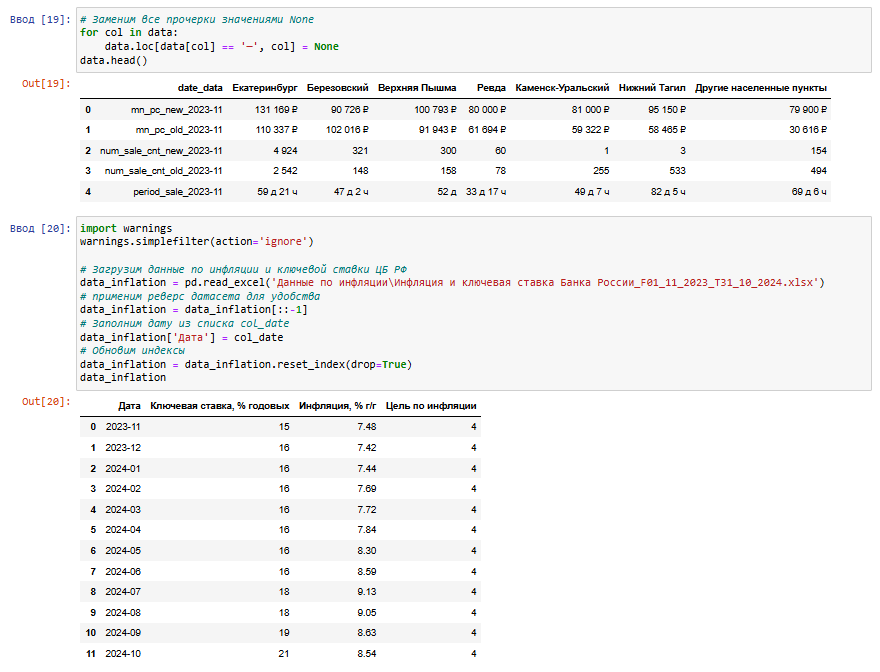 Ввод [19]: # Заменим все прочерки значениями None
for col in data:
    data.loc[data[col] == '—', col] = None
data.head()
Out[19]:
date_data Екатеринбург Березовский Верхняя Пышма Ревда Каменск-Уральский Нижний Тагил Другие населенные пункты
0 mn_pc_new_2023-11 131 169 ₽ 90 726 ₽ 100 793 ₽ 80 000 ₽ 81 000 ₽ 95 150 ₽ 79 900 ₽
1 mn_pc_old_2023-11 110 337 ₽ 102 016 ₽ 91 943 ₽ 61 694 ₽ 59 322 ₽ 58 465 ₽ 30 616 ₽
2 num_sale_cnt_new_2023-11 4 924 321 300 60 1 3 154
3 num_sale_cnt_old_2023-11 2 542 148 158 78 255 533 494
4 period_sale_2023-11 59 д 21 ч 47 д 2 ч 52 д 33 д 17 ч 49 д 7 ч 82 д 5 ч 69 д 6 ч
Ввод [20]: import warnings
warnings.simplefilter(action='ignore')
# Загрузим данные по инфляции и ключевой ставки ЦБ РФ
data_inflation = pd.read_excel('Данные по инфляции\Инфляция и ключевая ставка Банка России_F01_11_2023_T31_10_2024.xlsx')
# применим реверс датасета для удобства
data_inflation = data_inflation[::-1]
# Заполним дату из списка col_date
data_inflation['Дата'] = col_date
# Обновим индексы
data_inflation = data_inflation.reset_index(drop=True)
data_inflation
Out[20]:
Дата Ключевая ставка, % годовых Инфляция, % г/г Цель по инфляции
0 2023-11 15 7.48 4
1 2023-12 16 7.42 4
2 2024-01 16 7.44 4
3 2024-02 16 7.69 4
4 2024-03 16 7.72 4
5 2024-04 16 7.84 4
6 2024-05 16 8.30 4
7 2024-06 16 8.59 4
8 2024-07 18 9.13 4
9 2024-08 18 9.05 4
10 2024-09 19 8.63 4
11 2024-10 21 8.54 4